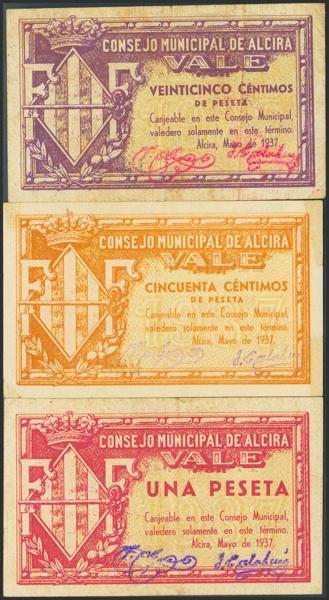 CONSEJO MUNICIPAL DE ALCIRA
VALE
VEINTICINCO CÉNTIMOS
DE PESETA
Canjeable en este Consejo Municipal,
valedero solamente en este término.
Alcira, Mayo de 1937.
CONSEJO MUNICIPAL DE ALCIRA
VALE
CINCUENTA CÉNTIMOS
DE PESETA
Canjeable en este Consejo Municipal,
valedero solamente en este término.
Alcira, Mayo de 1937.
CONSEJO MUNICIPAL DE ALCIRA
VALE
UNA PESETA
Canjeable en este Consejo Municipal,
valedero solamente en este término.
Alcira, Mayo de 1937.